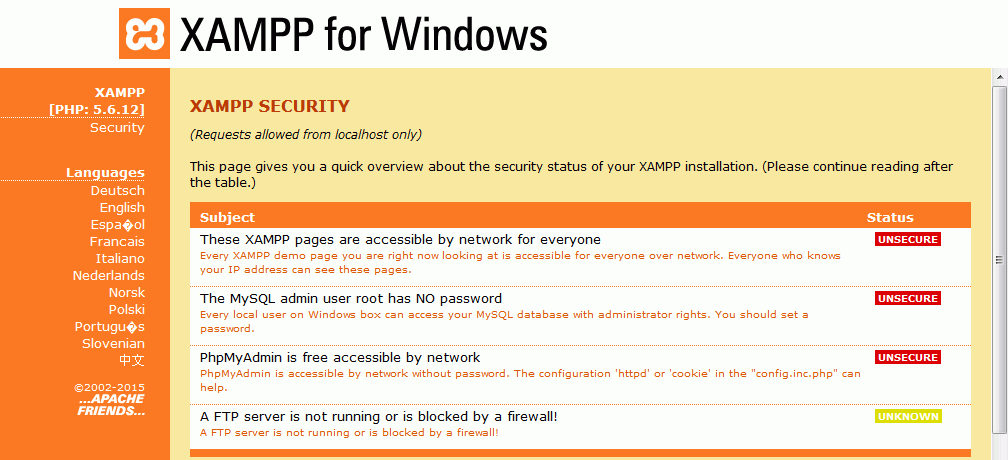 XAMPP for Windows
XAMPP
[PHP: 5.6.12]
Security
Languages
Deutsch
English
Espa�ol
Francais
Italiano
Nederlands
Norsk
Polski
Portugu�s
Slovenian
中文
©2002-2015
...APACHE
FRIENDS...
XAMPP SECURITY
(Requests allowed from localhost only)
This page gives you a quick overview about the security status of your XAMPP installation. (Please continue reading after
the table.)
Subject Status
These XAMPP pages are accessible by network for everyone UNSECURE
Every XAMPP demo page you are right now looking at is accessible for everyone over network. Everyone who knows
your IP address can see these pages.
The MySQL admin user root has NO password UNSECURE
Every local user on Windows box can access your MySQL database with administrator rights. You should set a
password.
PhpMyAdmin is free accessible by network UNSECURE
PhpMyAdmin is accessible by network without password. The configuration 'httpd' or 'cookie' in the "config.inc.php" can
help.
A FTP server is not running or is blocked by a firewall! UNKNOWN
A FTP server is not running or is blocked by a firewall!